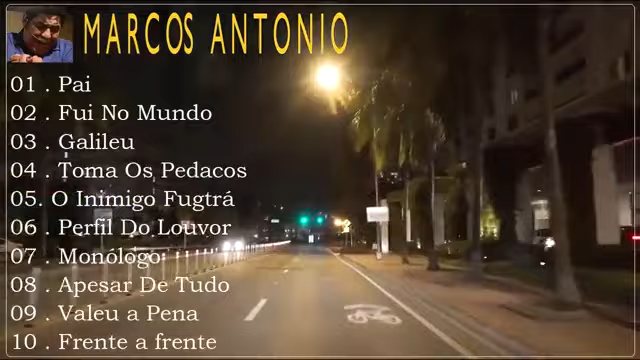 MARCOS ANTONIO
01 . Pai
02 . Fui No Mundo
03 . Galileu
04 . Toma Os Pedacos
05. O Inimigo Fugtrá
06 . Perfil Do Louvor
07 . Monólogo
08 . Apesar De Tudo
09 . Valeu a Pena
10 . Frente a frente